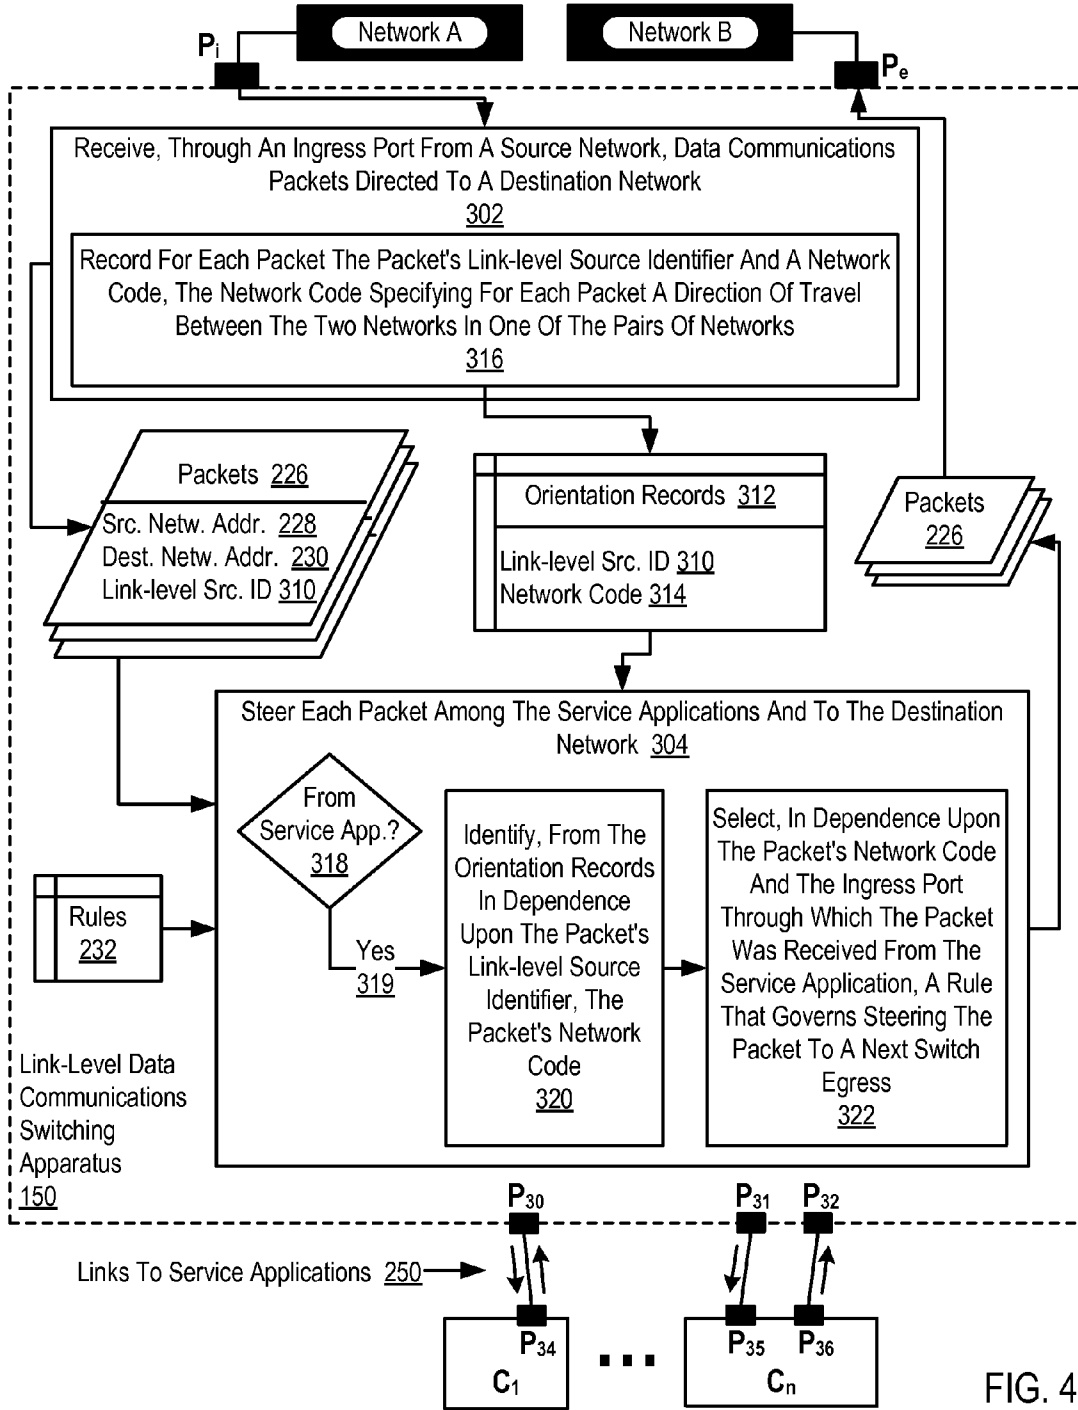 Network A
Network B
Pi
Pe
Receive, Through An Ingress Port From A Source Network, Data Communications
Packets Directed To A Destination Network
302
Record For Each Packet The Packet's Link-level Source Identifier And A Network
Code, The Network Code Specifying For Each Packet A Direction Of Travel
Between The Two Networks In One Of The Pairs Of Networks
316
Packets 226
Src. Netw. Addr. 228
Dest. Netw. Addr. 230
Link-level Src. ID 310
Orientation Records 312
Link-level Src. ID 310
Network Code 314
Packets
226
Steer Each Packet Among The Service Applications And To The Destination
Network 304
From
Service App.?
318
Yes
319
Identify, From The
Orientation Records
In Dependence
Upon The Packet's
Link-level Source
Identifier, The
Packet's Network
Code
320
Select, In Dependence Upon
The Packet's Network Code
And The Ingress Port
Through Which The Packet
Was Received From The
Service Application, A Rule
That Governs Steering The
Packet To A Next Switch
Egress
322
Rules
232
Link-Level Data
Communications
Switching
Apparatus
150
P30
P31
P32
Links To Service Applications 250
P34
P35
P36
C1
...
Cn
FIG. 4